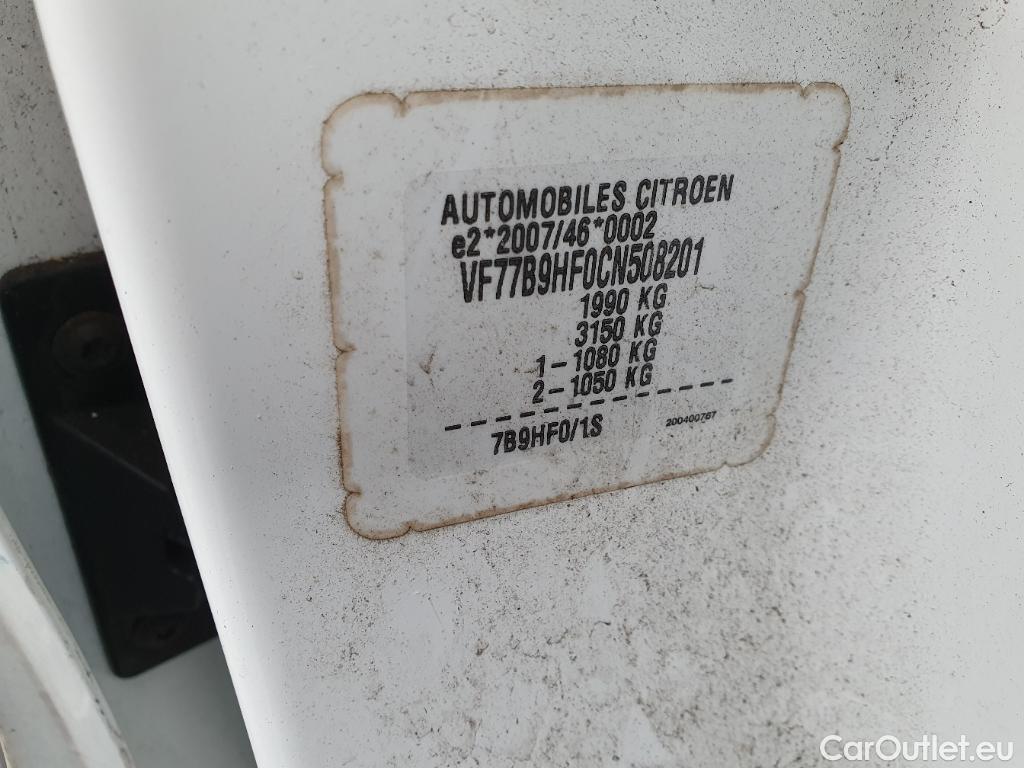 AUTOMOBILES CITROEN
e2*2007/46*0002
VF77B9HF0CN508201
1990 KG
3150 KG
1-1080 KG
2-1050 KG
7B9HF0/1S
200400767
CarOutlet.eu